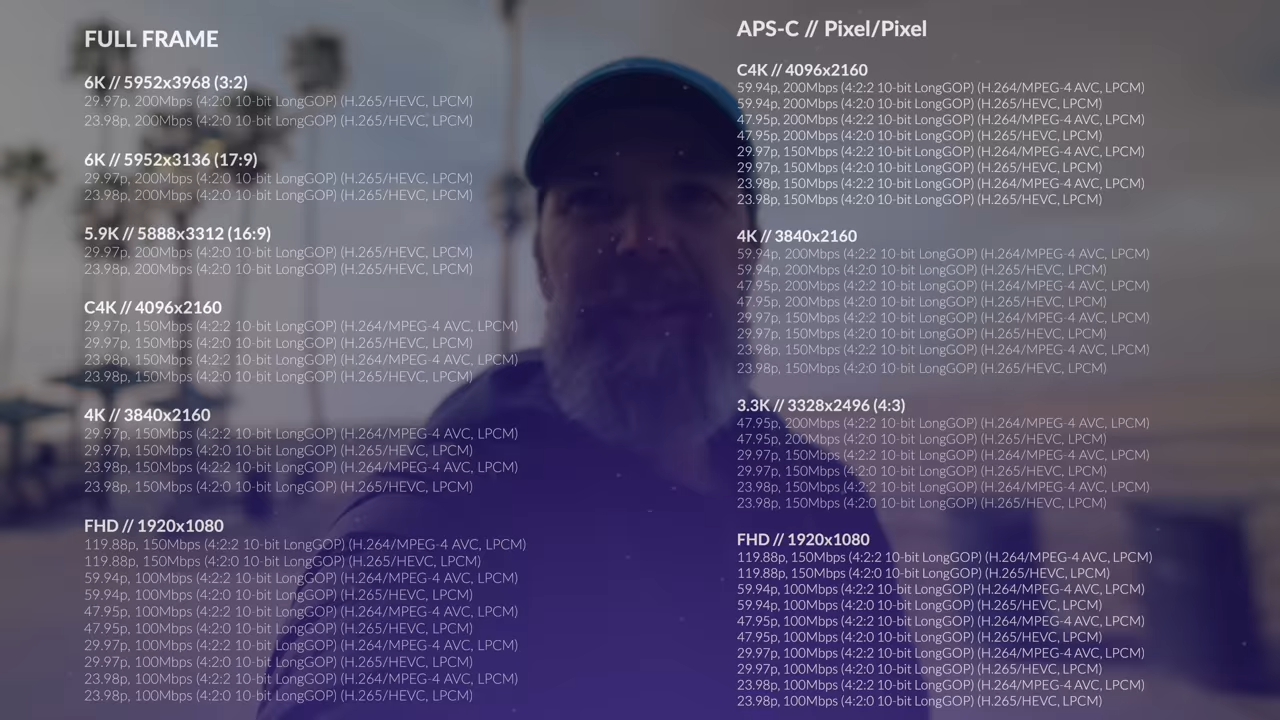 FULL FRAME
6K // 5952x3968 (3:2)
29.97p, 200Mbps (4:2:0 10-bit LongGOP) (H.265/HEVC, LPCM)
23.98p, 200Mbps (4:2:0 10-bit LongGOP) (H.265/HEVC, LPCM)
6K // 5952x3136 (17:9)
29.97p, 200Mbps (4:2:0 10-bit LongGOP) (H.265/HEVC, LPCM)
23.98p, 200Mbps (4:2:0 10-bit LongGOP) (H.265/HEVC, LPCM)
5.9K // 5888x3312 (16:9)
29.97p, 200Mbps (4:2:0 10-bit LongGOP) (H.265/HEVC, LPCM)
23.98p, 200Mbps (4:2:0 10-bit LongGOP) (H.265/HEVC, LPCM)
C4K // 4096x2160
29.97p, 150Mbps (4:2:2 10-bit LongGOP) (H.264/MPEG-4 AVC, LPCM)
29.97p, 150Mbps (4:2:0 10-bit LongGOP) (H.265/HEVC, LPCM)
23.98p, 150Mbps (4:2:2 10-bit LongGOP) (H.264/MPEG-4 AVC, LPCM)
23.98p, 150Mbps (4:2:0 10-bit LongGOP) (H.265/HEVC, LPCM)
4K // 3840x2160
29.97p, 150Mbps (4:2:2 10-bit LongGOP) (H.264/MPEG-4 AVC, LPCM)
29.97p, 150Mbps (4:2:0 10-bit LongGOP) (H.265/HEVC, LPCM)
23.98p, 150Mbps (4:2:2 10-bit LongGOP) (H.264/MPEG-4 AVC, LPCM)
23.98p, 150Mbps (4:2:0 10-bit LongGOP) (H.265/HEVC, LPCM)
FHD // 1920x1080
119.88p, 150Mbps (4:2:2 10-bit LongGOP) (H.264/MPEG-4 AVC, LPCM)
119.88p, 150Mbps (4:2:0 10-bit LongGOP) (H.265/HEVC, LPCM)
59.94p, 100Mbps (4:2:2 10-bit LongGOP) (H.264/MPEG-4 AVC, LPCM)
59.94p, 100Mbps (4:2:0 10-bit LongGOP) (H.265/HEVC, LPCM)
47.95p, 100Mbps (4:2:2 10-bit LongGOP) (H.264/MPEG-4 AVC, LPCM)
47.95p, 100Mbps (4:2:0 10-bit LongGOP) (H.265/HEVC, LPCM)
29.97p, 100Mbps (4:2:2 10-bit LongGOP) (H.264/MPEG-4 AVC, LPCM)
29.97p, 100Mbps (4:2:0 10-bit LongGOP) (H.265/HEVC, LPCM)
23.98p, 100Mbps (4:2:2 10-bit LongGOP) (H.264/MPEG-4 AVC, LPCM)
23.98p, 100Mbps (4:2:0 10-bit LongGOP) (H.265/HEVC, LPCM)
APS-C // Pixel/Pixel
C4K // 4096x2160
59.94p, 200Mbps (4:2:2 10-bit LongGOP) (H.264/MPEG-4 AVC, LPCM)
59.94p, 200Mbps (4:2:0 10-bit LongGOP) (H.265/HEVC, LPCM)
47.95p, 200Mbps (4:2:2 10-bit LongGOP) (H.264/MPEG-4 AVC, LPCM)
47.95p, 200Mbps (4:2:0 10-bit LongGOP) (H.265/HEVC, LPCM)
29.97p, 150Mbps (4:2:2 10-bit LongGOP) (H.264/MPEG-4 AVC, LPCM)
29.97p, 150Mbps (4:2:0 10-bit LongGOP) (H.265/HEVC, LPCM)
23.98p, 150Mbps (4:2:2 10-bit LongGOP) (H.264/MPEG-4 AVC, LPCM)
23.98p, 150Mbps (4:2:0 10-bit LongGOP) (H.265/HEVC, LPCM)
4K // 3840x2160
59.94p, 200Mbps (4:2:2 10-bit LongGOP) (H.264/MPEG-4 AVC, LPCM)
59.94p, 200Mbps (4:2:0 10-bit LongGOP) (H.265/HEVC, LPCM)
47.95p, 200Mbps (4:2:2 10-bit LongGOP) (H.264/MPEG-4 AVC, LPCM)
47.95p, 200Mbps (4:2:0 10-bit LongGOP) (H.265/HEVC, LPCM)
29.97p, 150Mbps (4:2:2 10-bit LongGOP) (H.264/MPEG-4 AVC, LPCM)
29.97p, 150Mbps (4:2:0 10-bit LongGOP) (H.265/HEVC, LPCM)
23.98p, 150Mbps (4:2:2 10-bit LongGOP) (H.264/MPEG-4 AVC, LPCM)
23.98p, 150Mbps (4:2:0 10-bit LongGOP) (H.265/HEVC, LPCM)
3.3K // 3328x2496 (4:3)
47.95p, 200Mbps (4:2:2 10-bit LongGOP) (H.264/MPEG-4 AVC, LPCM)
47.95p, 200Mbps (4:2:0 10-bit LongGOP) (H.265/HEVC, LPCM)
29.97p, 150Mbps (4:2:2 10-bit LongGOP) (H.264/MPEG-4 AVC, LPCM)
29.97p, 150Mbps (4:2:0 10-bit LongGOP) (H.265/HEVC, LPCM)
23.98p, 150Mbps (4:2:2 10-bit LongGOP) (H.264/MPEG-4 AVC, LPCM)
23.98p, 150Mbps (4:2:0 10-bit LongGOP) (H.265/HEVC, LPCM)
FHD // 1920x1080
119.88p, 150Mbps (4:2:2 10-bit LongGOP) (H.264/MPEG-4 AVC, LPCM)
119.88p, 150Mbps (4:2:0 10-bit LongGOP) (H.265/HEVC, LPCM)
59.94p, 100Mbps (4:2:2 10-bit LongGOP) (H.264/MPEG-4 AVC, LPCM)
59.94p, 100Mbps (4:2:0 10-bit LongGOP) (H.265/HEVC, LPCM)
47.95p, 100Mbps (4:2:2 10-bit LongGOP) (H.264/MPEG-4 AVC, LPCM)
47.95p, 100Mbps (4:2:0 10-bit LongGOP) (H.265/HEVC, LPCM)
29.97p, 100Mbps (4:2:2 10-bit LongGOP) (H.264/MPEG-4 AVC, LPCM)
29.97p, 100Mbps (4:2:0 10-bit LongGOP) (H.265/HEVC, LPCM)
23.98p, 100Mbps (4:2:2 10-bit LongGOP) (H.264/MPEG-4 AVC, LPCM)
23.98p, 100Mbps (4:2:0 10-bit LongGOP) (H.265/HEVC, LPCM)